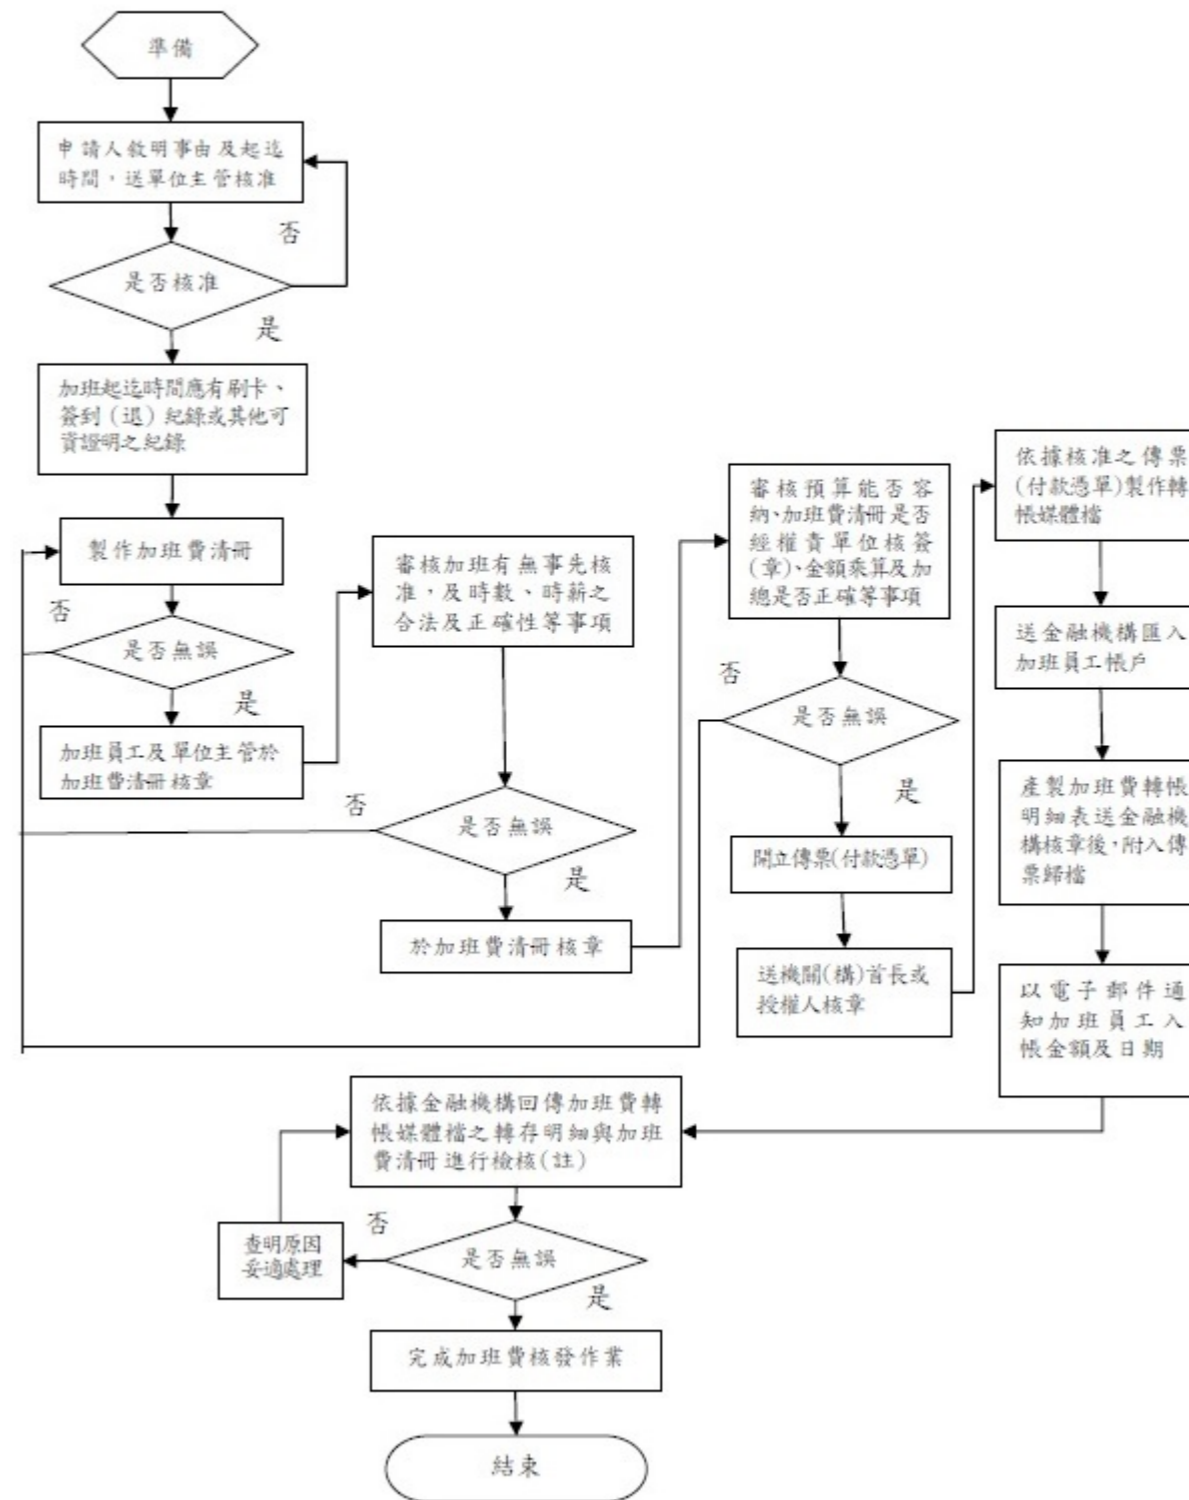 準備
申請人敘明事由及起迄
時間，送單位主管核准
否
是否核准
是
加班起迄時間應有刷卡、
簽到（退）紀錄或其他可
資證明之紀錄
製作加班費清冊
否
是否無誤
是
加班員工及單位主管於
加班費清冊核章
審核加班有無事先核
准，及時數、時薪之
合法及正確性等事項
否
是否無誤
是
於加班費清冊核章
審核預算能否容
納、加班費清冊是否
經權責單位核簽
(章)、金額乘算及加
總是否正確等事項
否
是否無誤
是
開立傳票(付款憑單)
送機關(構)首長或
授權人核章
依據核准之傳票
(付款憑單)製作轉
帳媒體檔
送金融機構匯入
加班員工帳戶
產製加班費轉帳
明細表送金融機
構核章後，附入傳
票歸檔
以電子郵件通
知加班員工入
帳金額及日期
依據金融機構回傳加班費轉
帳媒體檔之轉存明細與加班
費清冊進行檢核(註)
否
查明原因
妥適處理
是否無誤
是
完成加班費核發作業
結束